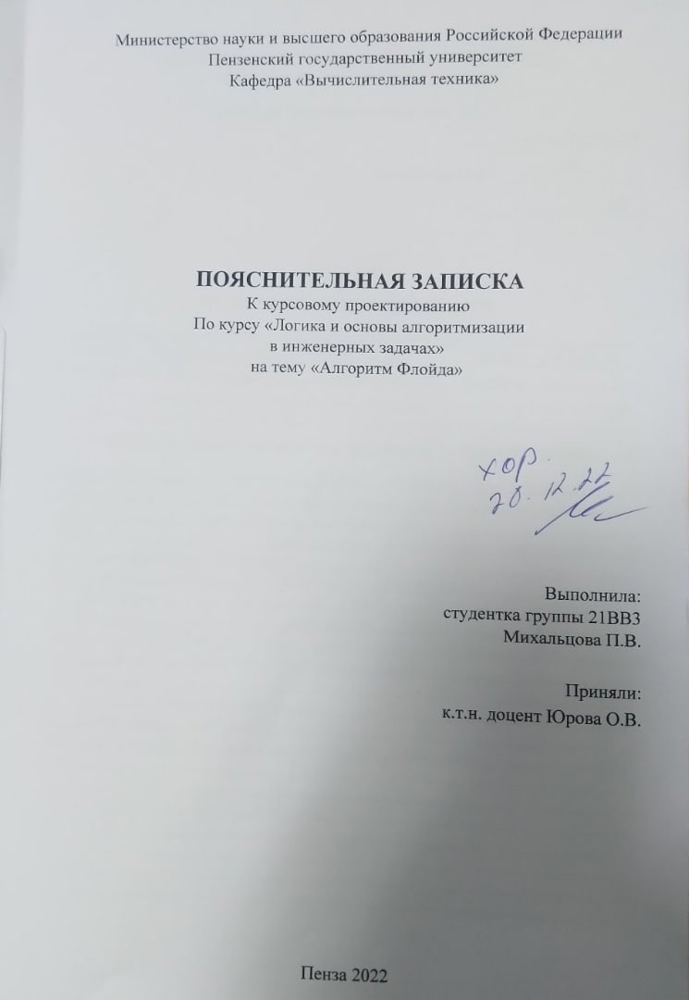 Министерство науки и высшего образования Российской Федерации
Пензенский государственный университет
Кафедра «Вычислительная техника»
ПОЯСНИТЕЛЬНАЯ ЗАПИСКА
К курсовому проектированию
По курсу «Логика и основы алгоритмизации
в инженерных задачах»
на тему «Алгоритм Флойда»
хор.
20.12.22
Выполнила:
студентка группы 21ВВ3
Михальцова П.В.
Приняли:
к.т.н. доцент Юрова О.В.
Пенза 2022